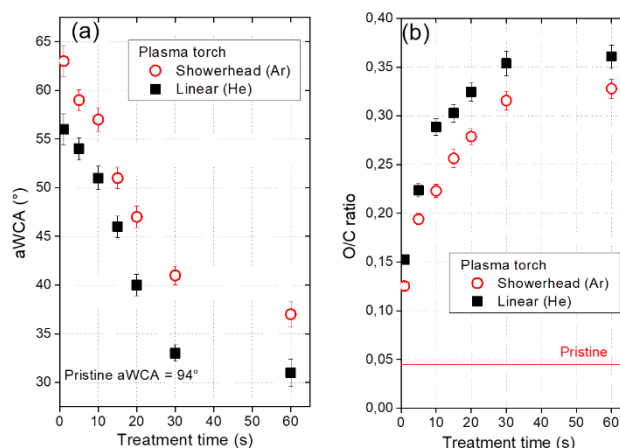 (a)
Plasma torch
Showerhead (Ar)
Linear (He)
aWCA (°)
65
60
55
50
45
40
35
30
Pristine aWCA = 94°
0 10 20 30 40 50 60
Treatment time (s)
(b)
O/C ratio
0,40
0,35
0,30
0,25
0,20
0,15
0,10
0,05
0,00
Plasma torch
Showerhead (Ar)
Linear (He)
Pristine
0 10 20 30 40 50 60
Treatment time (s)